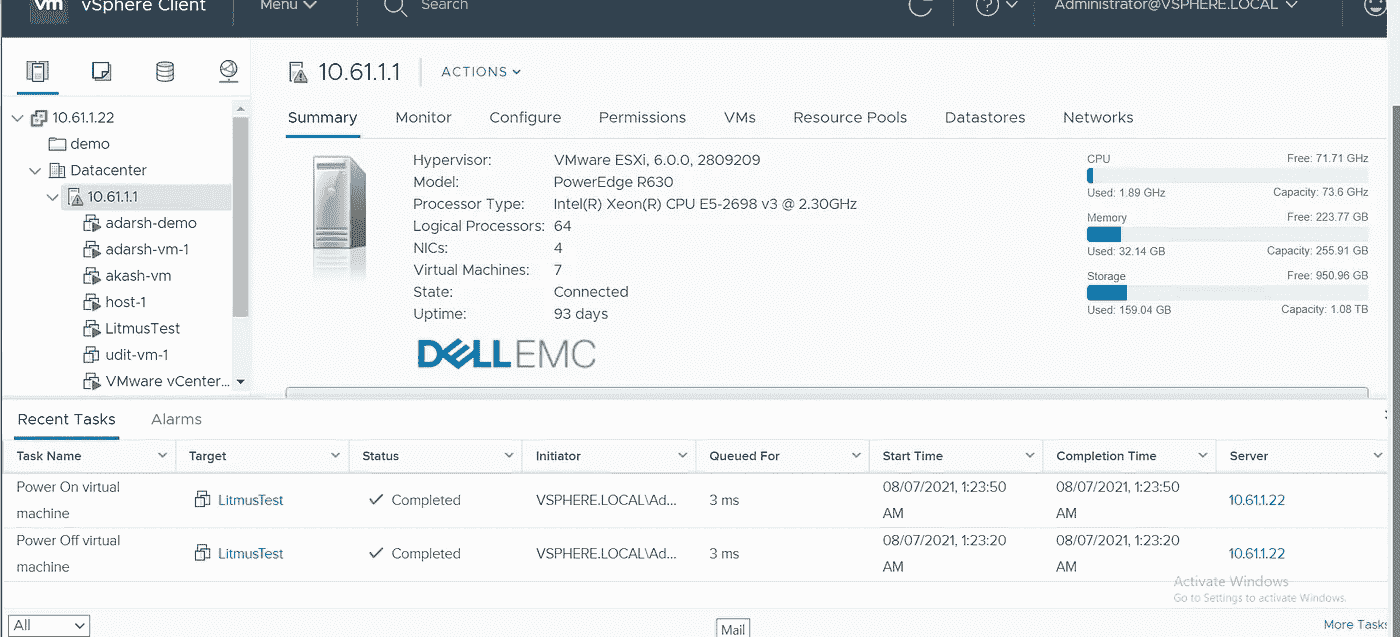 vm vSphere Client Menu Search Administrator@VSPHERE.LOCAL
10.61.1.1 ACTIONS
Summary Monitor Configure Permissions VMs Resource Pools Datastores Networks
10.61.1.22
demo
Datacenter
10.61.1.1
adarsh-demo
adarsh-vm-1
akash-vm
host-1
LitmusTest
udit-vm-1
VMware vCenter...
Hypervisor: VMware ESXi, 6.0.0, 2809209
Model: PowerEdge R630
Processor Type: Intel(R) Xeon(R) CPU E5-2698 v3 @ 2.30GHz
Logical Processors: 64
NICs: 4
Virtual Machines: 7
State: Connected
Uptime: 93 days
DELLEMC
CPU Free: 71.71 GHz
Used: 1.89 GHz Capacity: 73.6 GHz
Memory Free: 223.77 GB
Used: 32.14 GB Capacity: 255.91 GB
Storage Free: 950.96 GB
Used: 159.04 GB Capacity: 1.08 TB
Recent Tasks Alarms
Task Name Target Status Initiator Queued For Start Time Completion Time Server
Power On virtual machine LitmusTest Completed VSPHERE.LOCAL\Ad... 3 ms 08/07/2021, 1:23:50 AM 08/07/2021, 1:23:50 AM 10.61.1.22
Power Off virtual machine LitmusTest Completed VSPHERE.LOCAL\Ad... 3 ms 08/07/2021, 1:23:20 AM 08/07/2021, 1:23:20 AM 10.61.1.22
Activate Windows
Go to Settings to activate Windows.
All Mail More Tasks